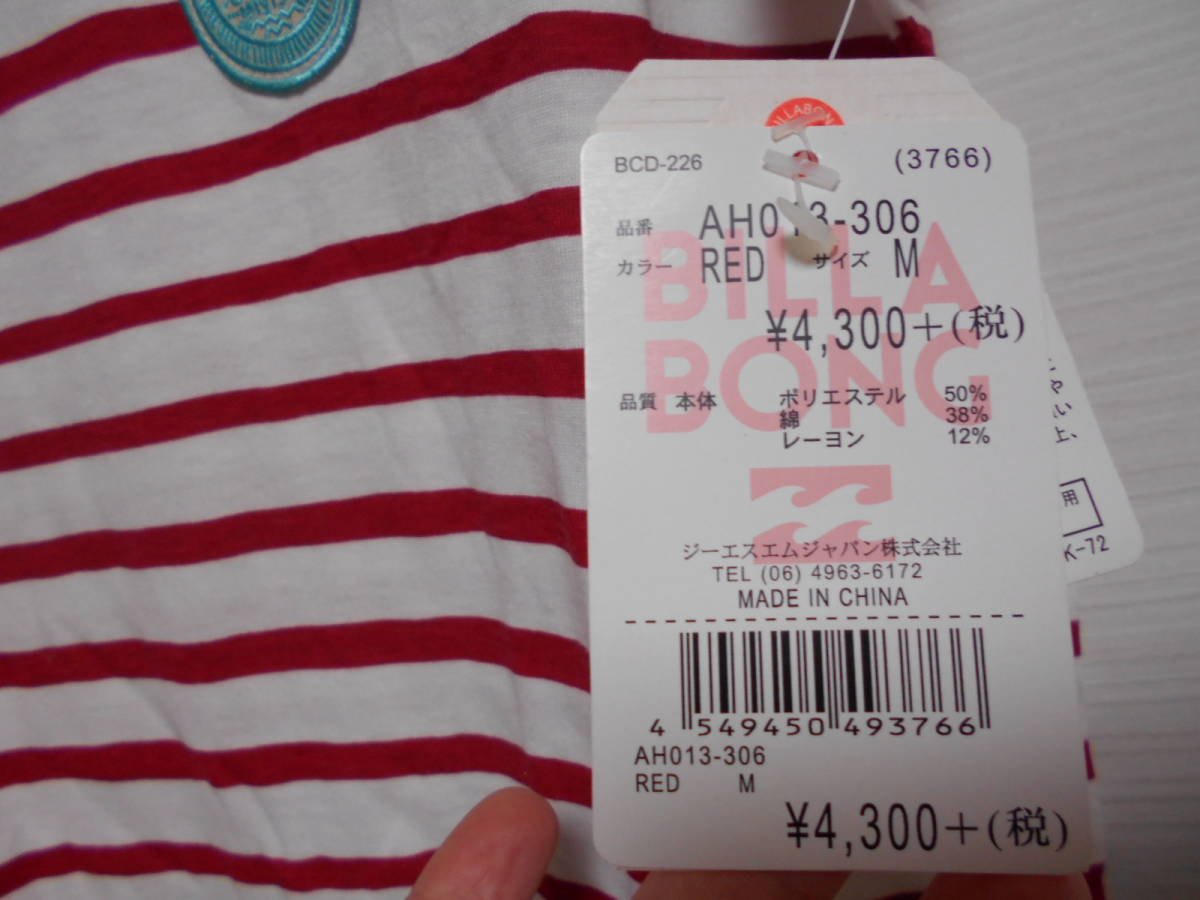 BILLABON
BCD-226 (3766)
品番 AH013-306
カラー RED サイズ M
BILLA
BONG
¥4,300+(税)
品質 本体 ポリエステル 50%
綿 38%
レーヨン 12%
ジーエスエムジャパン株式会社
TEL (06) 4963-6172
MADE IN CHINA
4 549450 493766
AH013-306
RED M
¥4,300+(税)
用
K-72